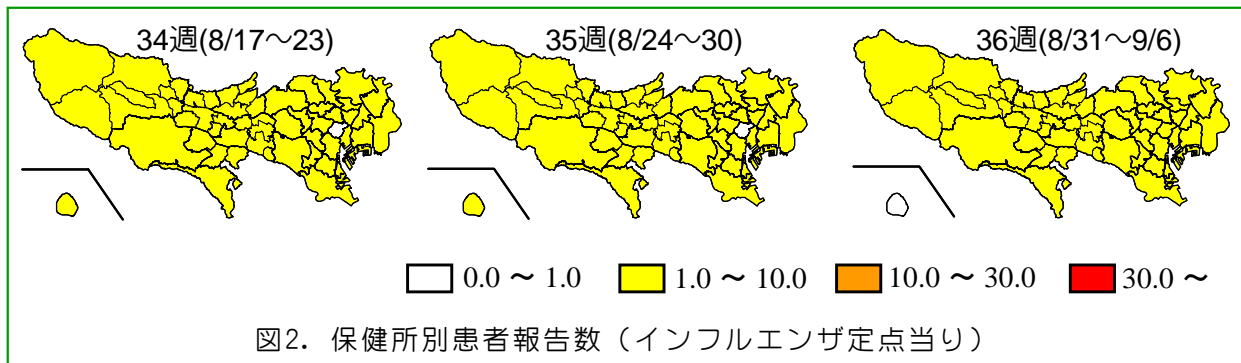 34週(8/17～23)
35週(8/24～30)
36週(8/31～9/6)
0.0 ～ 1.0
1.0 ～ 10.0
10.0 ～ 30.0
30.0 ～
図2. 保健所別患者報告数（インフルエンザ定点当り）